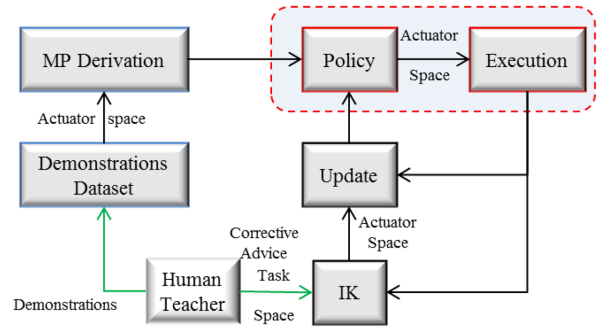 MP Derivation
Policy
Actuator
Space
Execution
Actuator space
Demonstrations
Dataset
Update
Actuator
Space
Corrective
Advice
Task
Space
Human
Teacher
IK
Demonstrations